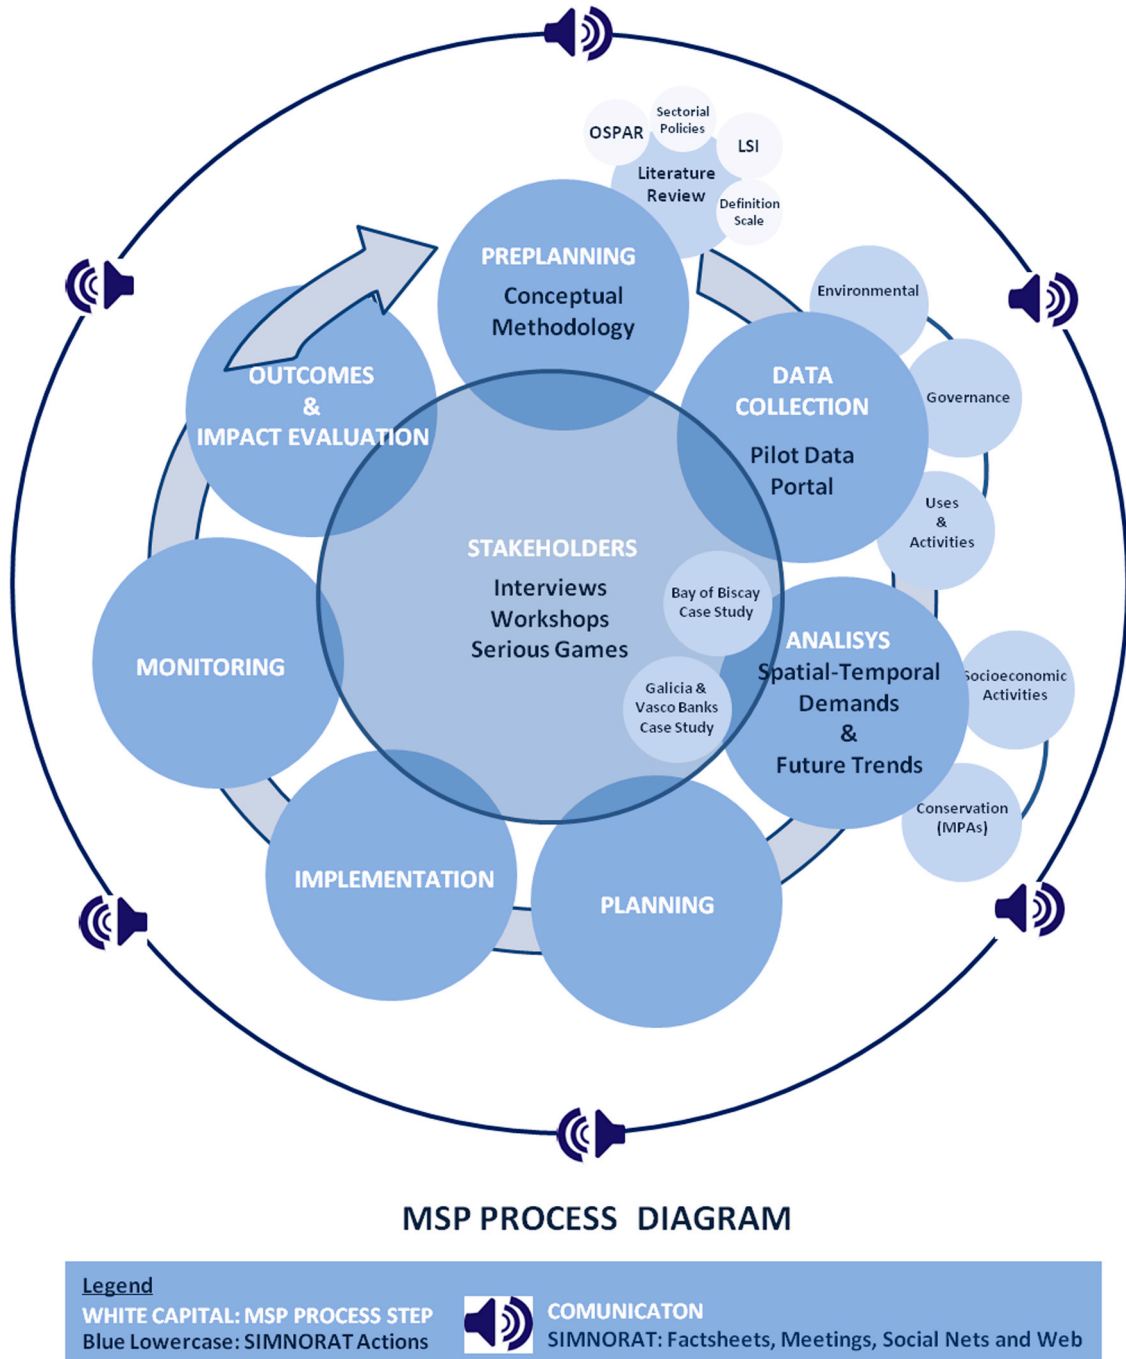 OSPAR
Sectorial
Policies
LSI
Literature
Review
Definition
Scale
PREPLANNING
Conceptual
Methodology
Environmental
Governance
DATA
COLLECTION
Pilot Data
Portal
Uses
&
Activities
OUTCOMES
&
IMPACT EVALUATION
STAKEHOLDERS
Interviews
Workshops
Serious Games
Bay of Biscay
Case Study
Galicia &
Vasco Banks
Case Study
ANALISYS
Spatial-Temporal
Demands
&
Future Trends
Socioeconomic
Activities
Conservation
(MPAs)
MONITORING
IMPLEMENTATION
PLANNING
MSP PROCESS DIAGRAM
Legend
WHITE CAPITAL: MSP PROCESS STEP
Blue Lowercase: SIMNORAT Actions
COMUNICATON
SIMNORAT: Factsheets, Meetings, Social Nets and Web